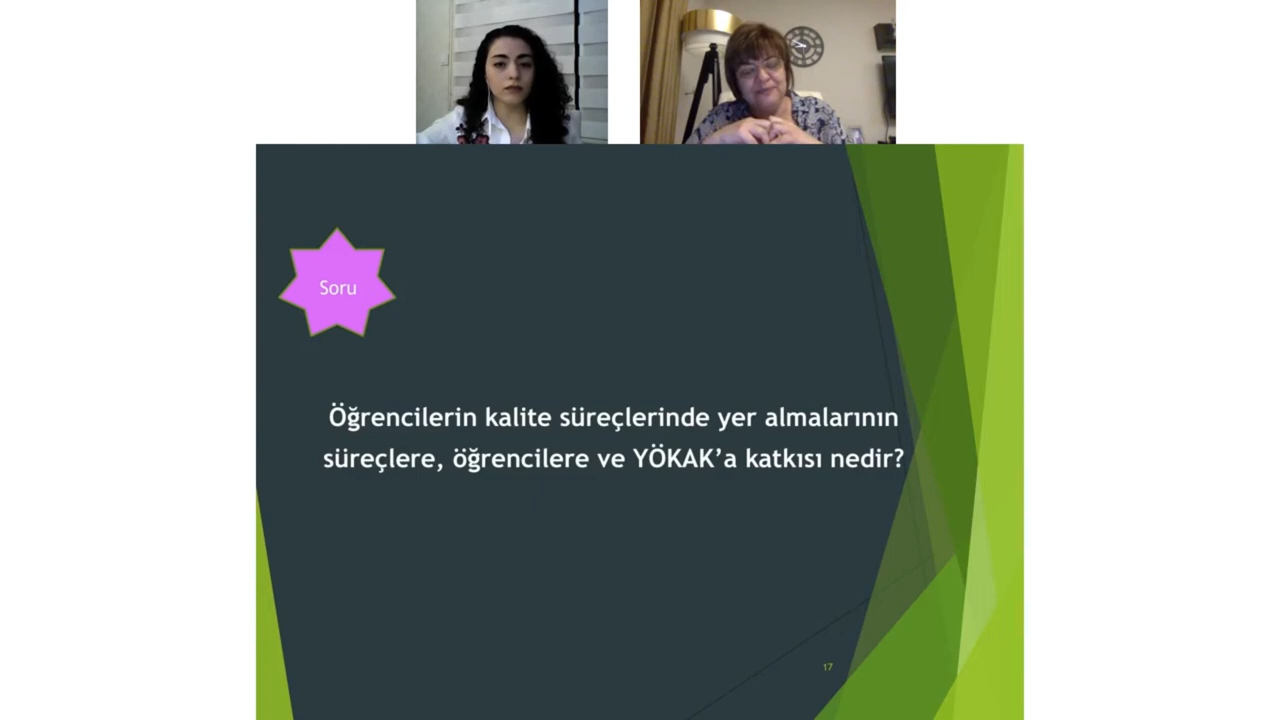 Soru
Öğrencilerin kalite süreçlerinde yer almalarının
süreçlere, öğrencilere ve YÖKAK’a katkısı nedir?
17